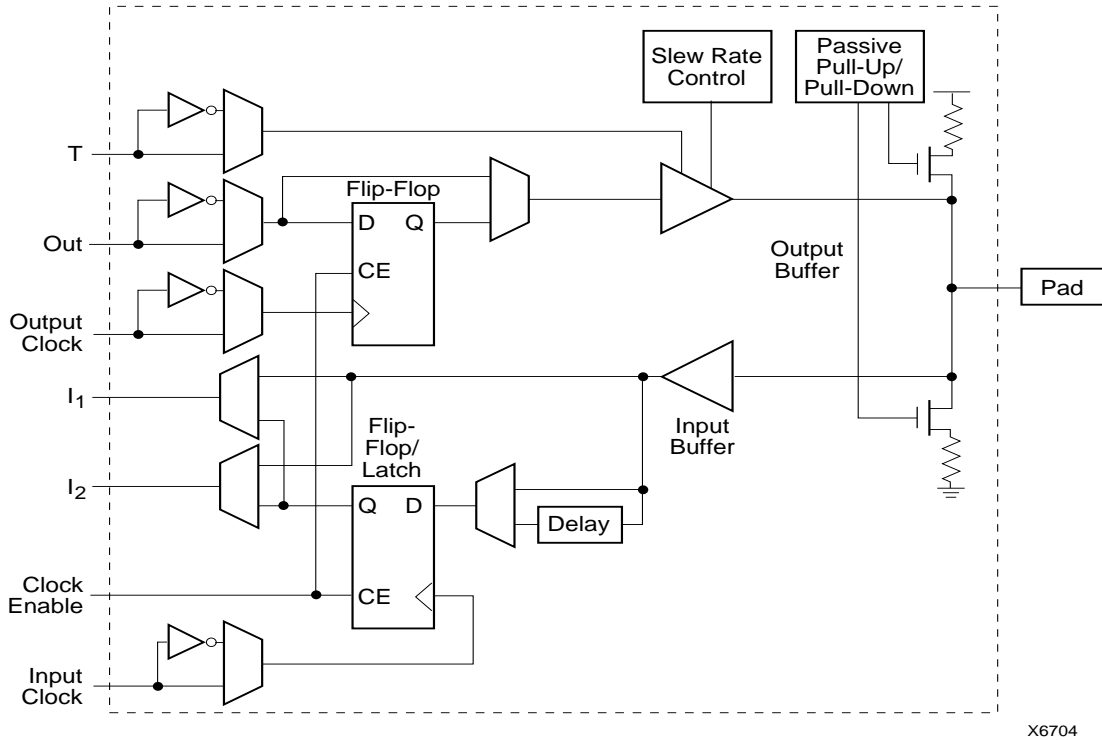 Slew Rate
Control
Passive
Pull-Up/
Pull-Down
T
Flip-Flop
D Q
Out
CE
Output
Buffer
Pad
Output
Clock
I1
Flip-
Flop/
Latch
Input
Buffer
I2
Q D
Delay
Clock
Enable
CE
Input
Clock
X6704